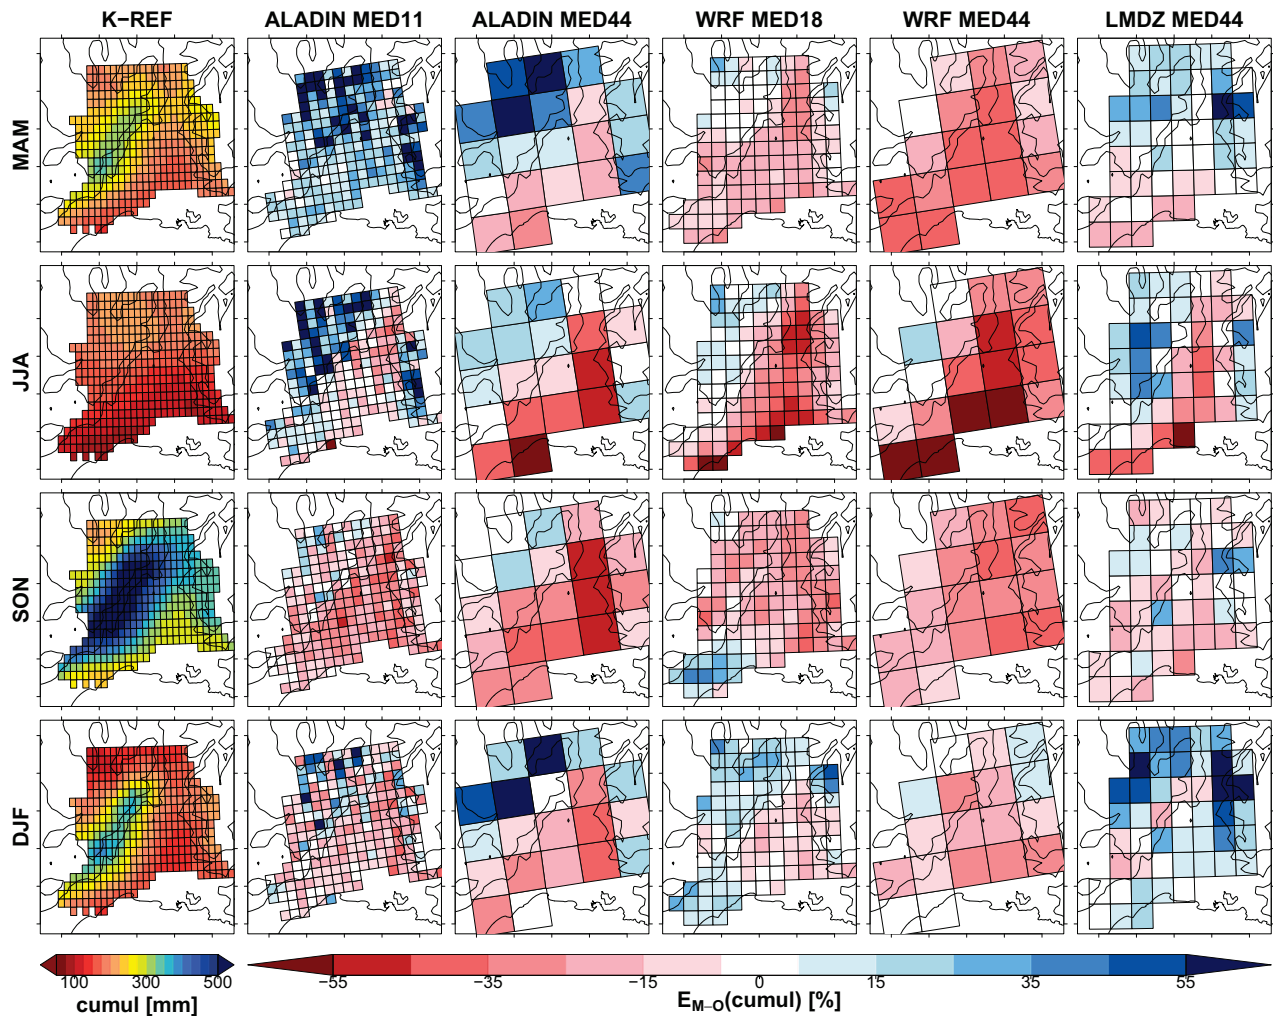 K-REF ALADIN MED11 ALADIN MED44 WRF MED18 WRF MED44 LMDZ MED44
MAM
JJA
SON
DJF
100 300 500
cumul [mm]
−55 −35 −15 0 15 35 55
E_M−O(cumul) [%]